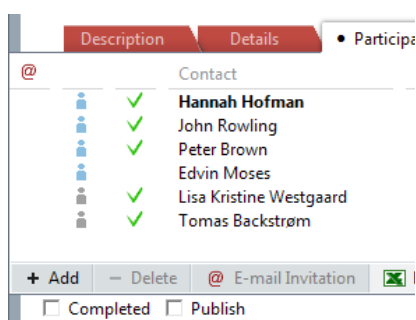 Description Details • Particip
@ Contact
Hannah Hofman
John Rowling
Peter Brown
Edvin Moses
Lisa Kristine Westgaard
Tomas Backstrøm
+ Add − Delete @ E-mail Invitation
Completed Publish